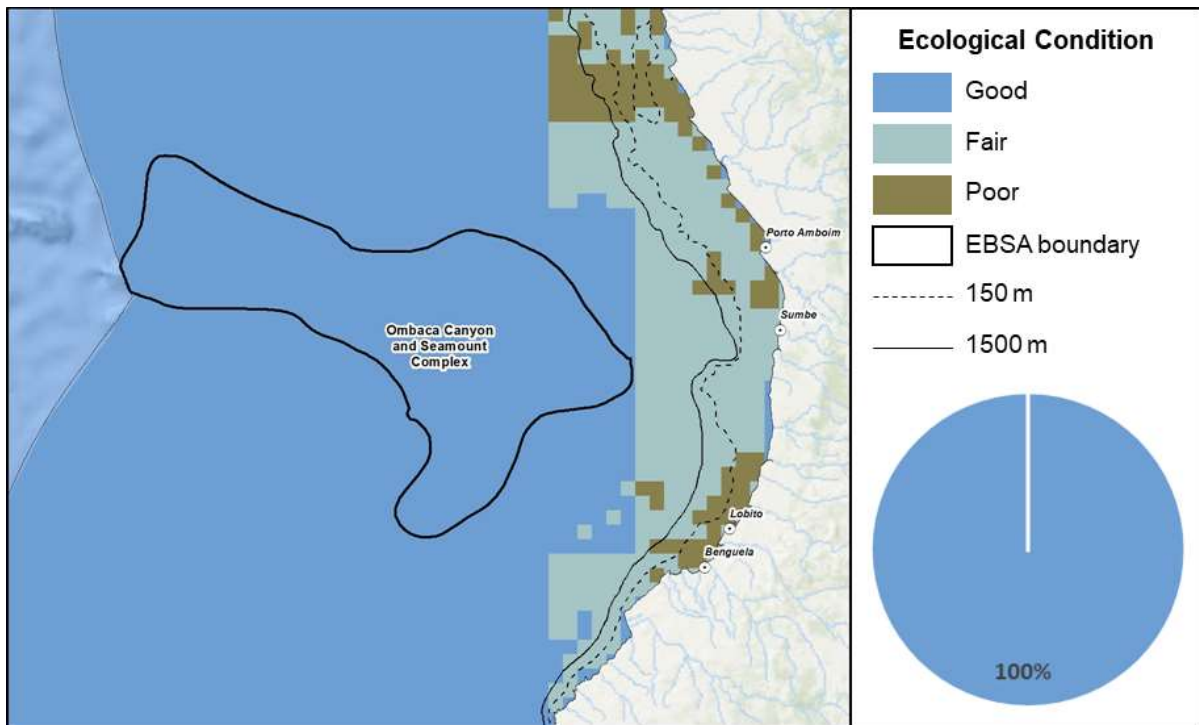 Ecological Condition
Good
Fair
Poor
EBSA boundary
150 m
1500 m
Porto Amboim
Sumbe
Ombaca Canyon
and Seamount
Complex
Lobito
Benguela
100%